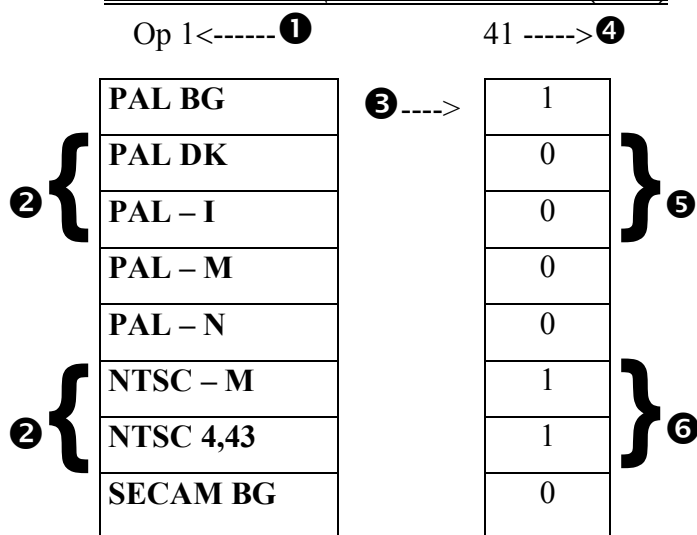 Op 1<------❶ 41 ----->❹
PAL BG ❸----> 1
PAL DK 0
❷ { } ❺
PAL – I 0
PAL – M 0
PAL – N 0
NTSC – M 1
❷ { } ❻
NTSC 4,43 1
SECAM BG 0